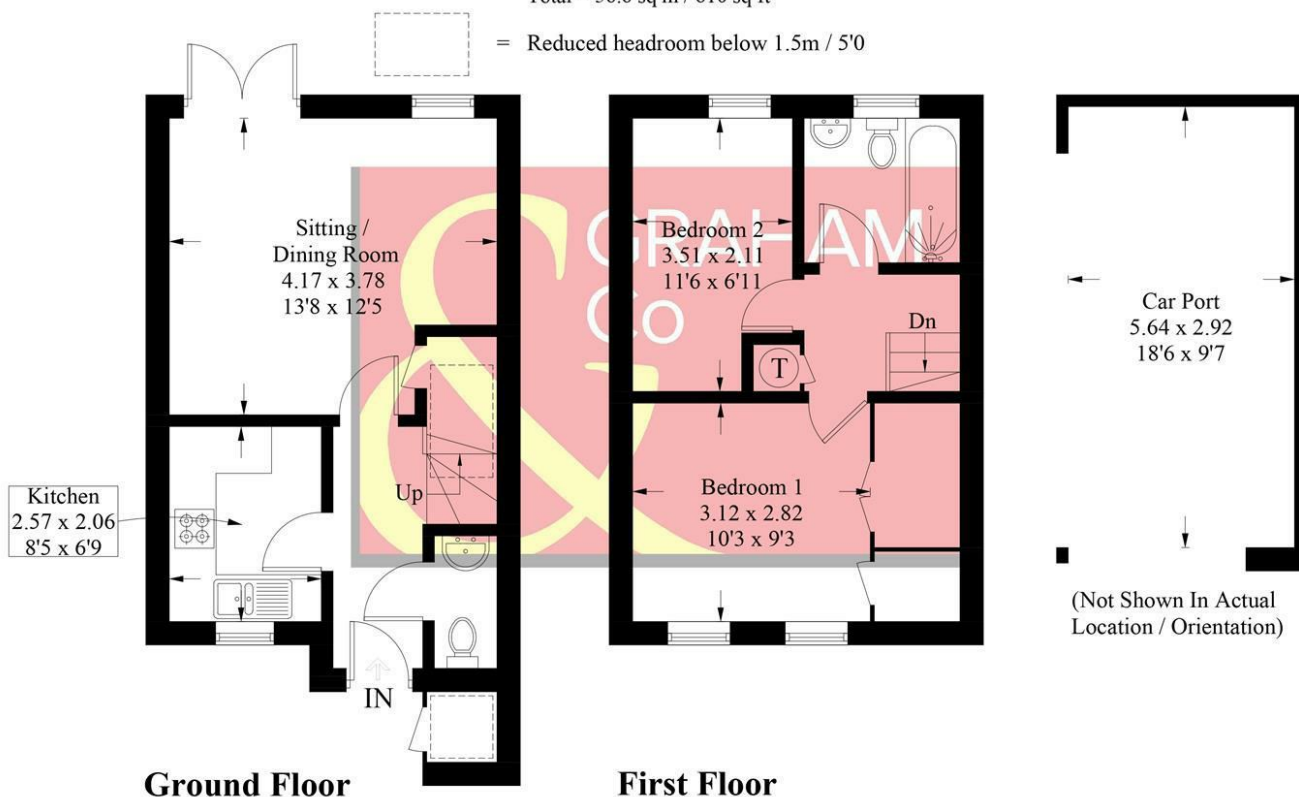 = Reduced headroom below 1.5m / 5'0
Sitting /
Dining Room
4.17 x 3.78
13'8 x 12'5
Kitchen
2.57 x 2.06
8'5 x 6'9
Up
IN
Ground Floor
& GRAHAM
Co
Bedroom 2
3.51 x 2.11
11'6 x 6'11
T
Dn
Bedroom 1
3.12 x 2.82
10'3 x 9'3
First Floor
Car Port
5.64 x 2.92
18'6 x 9'7
(Not Shown In Actual
Location / Orientation)